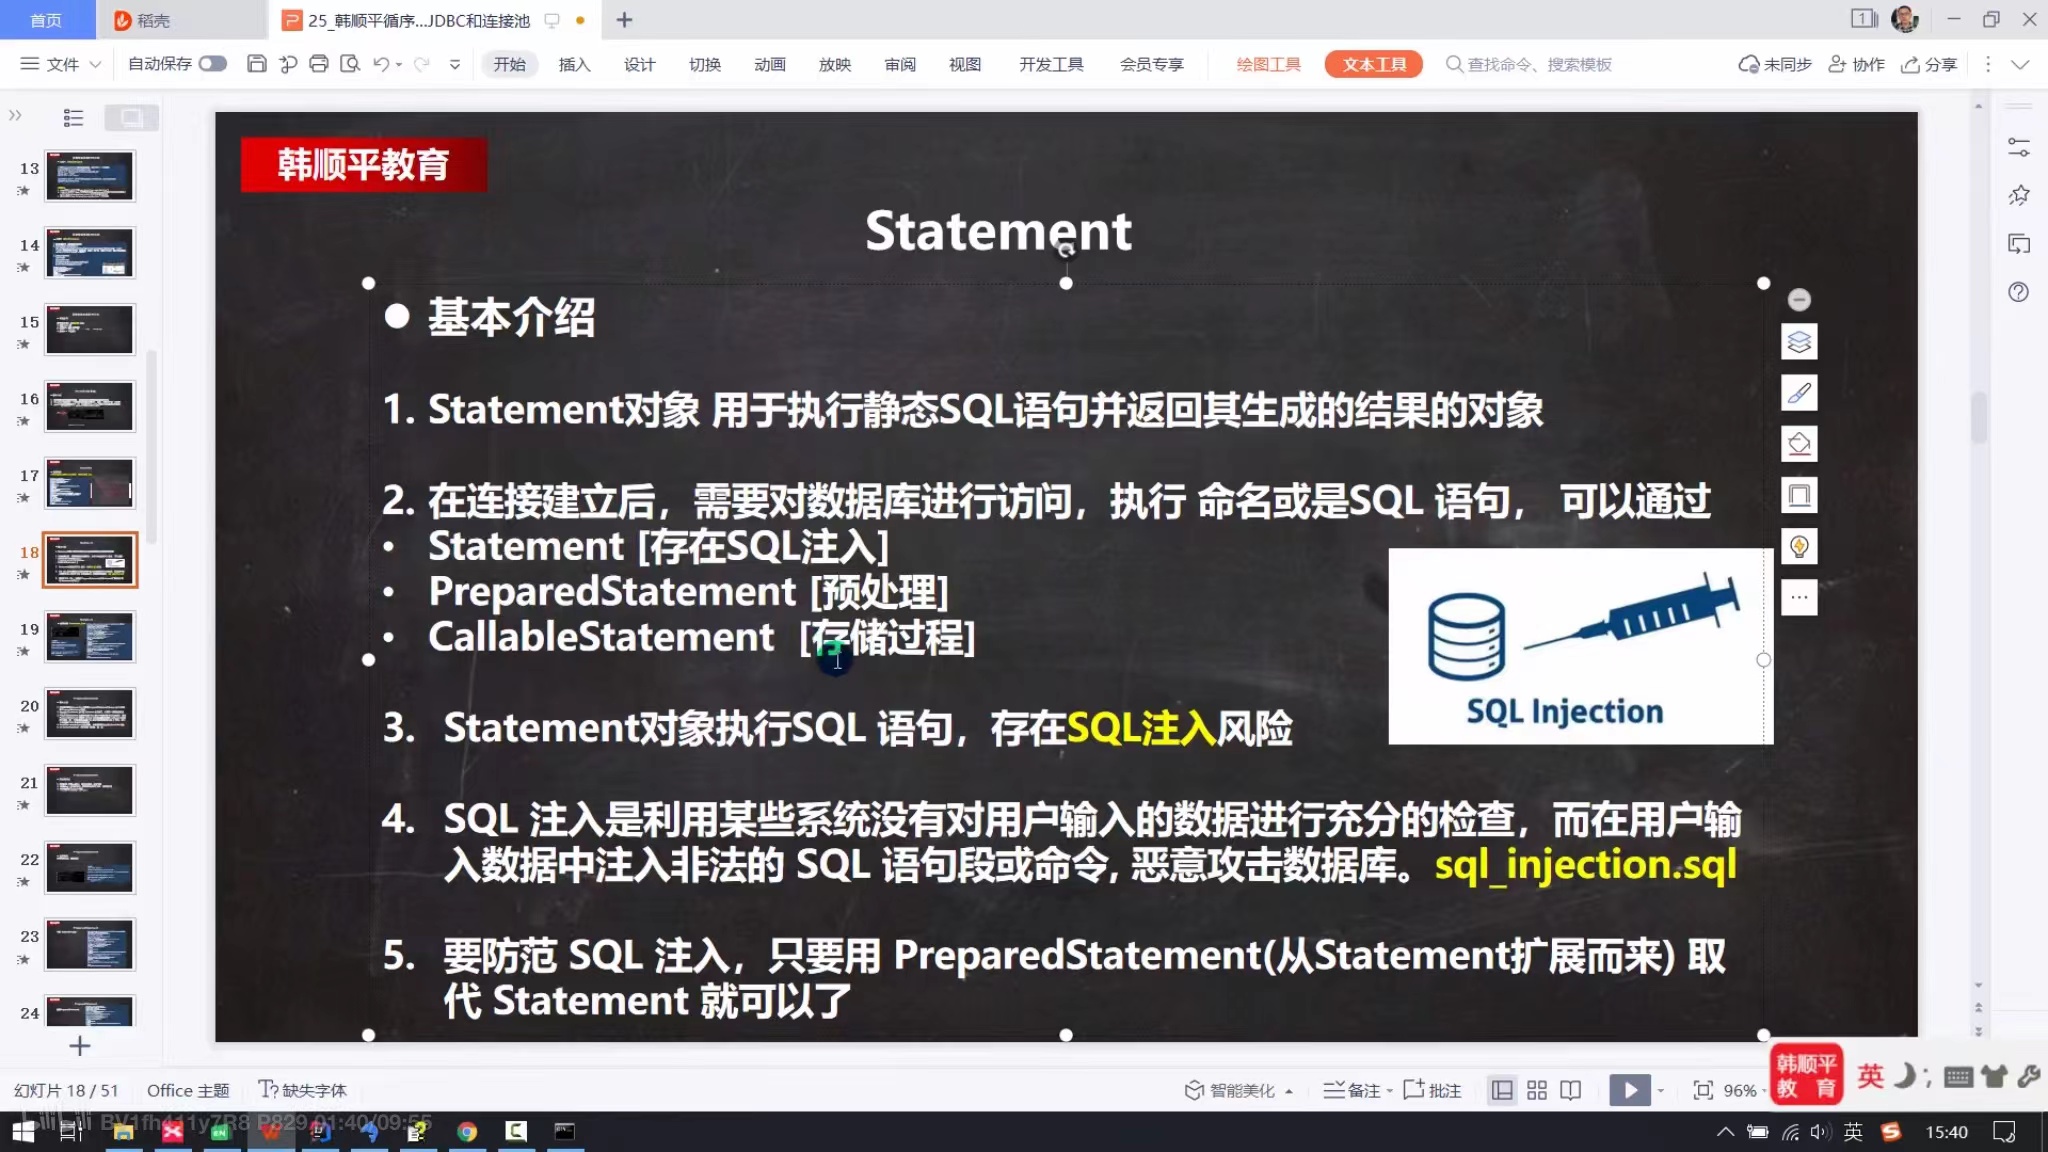 首页
稻壳
25_韩顺平循序...JDBC和连接池
文件
自动保存
开始
插入
设计
切换
动画
放映
审阅
视图
开发工具
会员专享
绘图工具
文本工具
查找命令、搜索模板
未同步
协作
分享
13
14
15
16
17
18
19
20
21
22
23
24
韩顺平教育
Statement
基本介绍
1. Statement对象 用于执行静态SQL语句并返回其生成的结果的对象
2. 在连接建立后，需要对数据库进行访问，执行 命名或是SQL 语句， 可以通过
• Statement [存在SQL注入]
• PreparedStatement [预处理]
• CallableStatement [存储过程]
SQL Injection
3. Statement对象执行SQL 语句，存在SQL注入风险
4. SQL 注入是利用某些系统没有对用户输入的数据进行充分的检查，而在用户输
入数据中注入非法的 SQL 语句段或命令, 恶意攻击数据库。sql_injection.sql
5. 要防范 SQL 注入，只要用 PreparedStatement(从Statement扩展而来) 取
代 Statement 就可以了
韩顺平
教 育
英
幻灯片 18 / 51
Office 主题
缺失字体
智能美化
备注
批注
96%
BV1fh411y7R8 P829 01:40/09:55
英
15:40